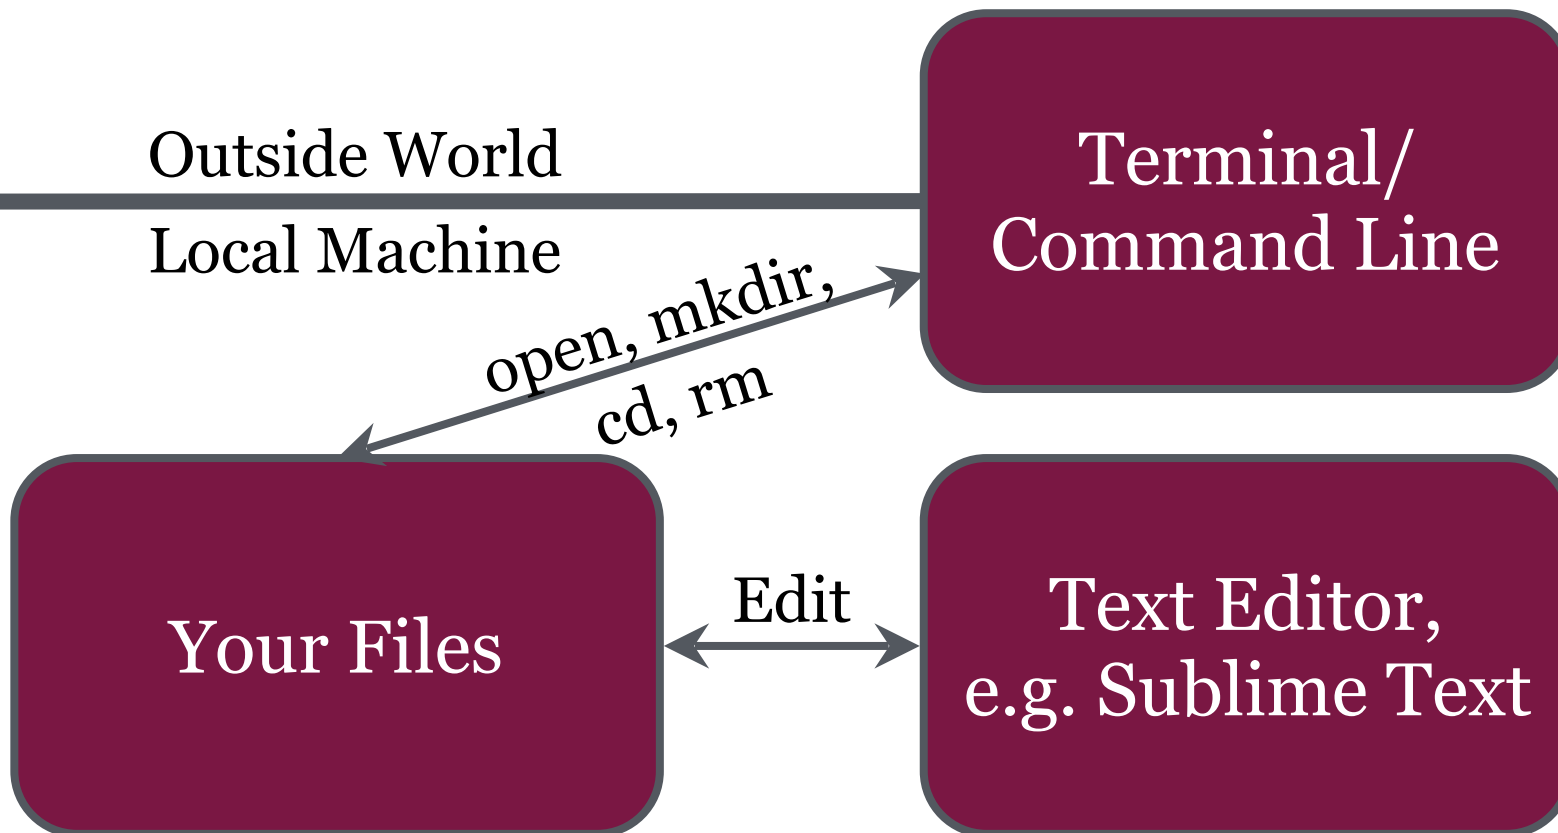 Outside World
Local Machine
Terminal/
Command Line
open, mkdir,
cd, rm
Your Files
Edit
Text Editor,
e.g. Sublime Text